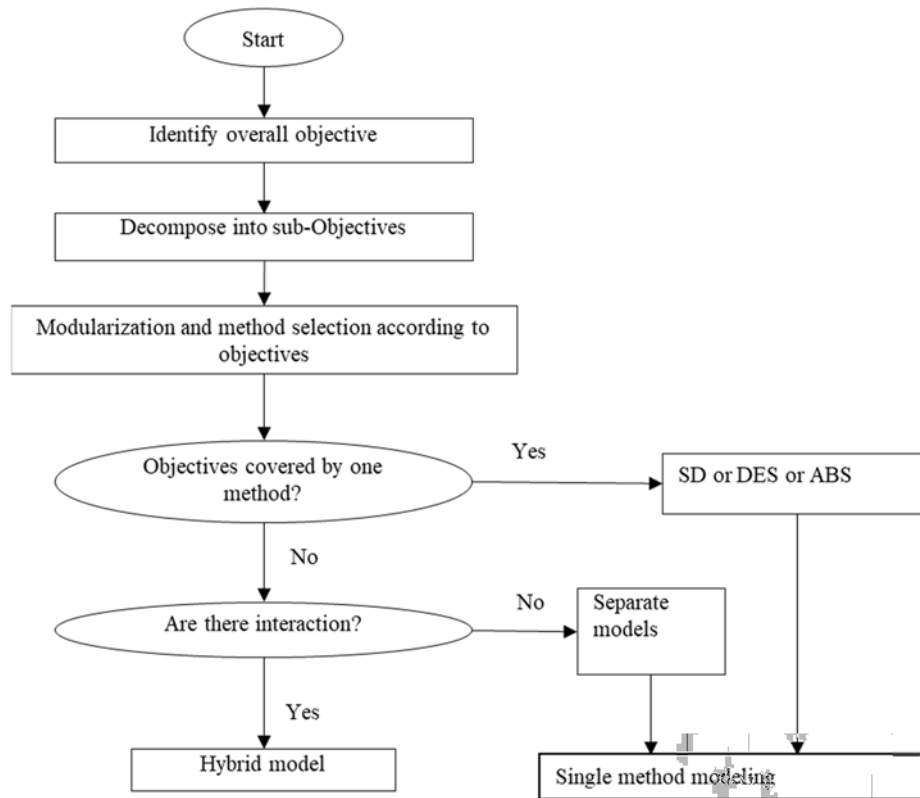 Start
Identify overall objective
Decompose into sub-Objectives
Modularization and method selection according to
objectives
Objectives covered by one
method?
Yes
SD or DES or ABS
No
Are there interaction?
No
Separate
models
Yes
Hybrid model
Single method modeling